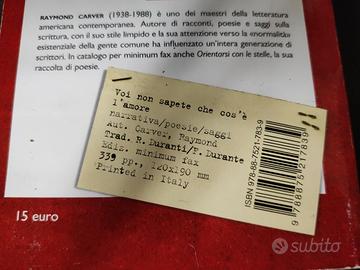 RAYMOND CARVER (1938-1988) è uno dei maestri della letteratura
americana contemporanea. Autore di racconti, poesie e saggi sulla
scrittura, con il suo stile limpido e la sua attenzione verso la «normalità»
esistenziale della gente comune ha influenzato un'intera generazione di
scrittori. In catalogo per minimum fax anche Orientarsi con le stelle, la sua
raccolta di poesie.
Voi non sapete che cos'è
l'amore
narrativa/poesie/saggi
Aut. Carver, Raymond
Trad. R. Duranti/F. Durante
Ediz. minimum fax
339 pp., 120x190 mm
Printed in Italy
ISBN 978-88-7521-783-9
9788875217839
15 euro
subito